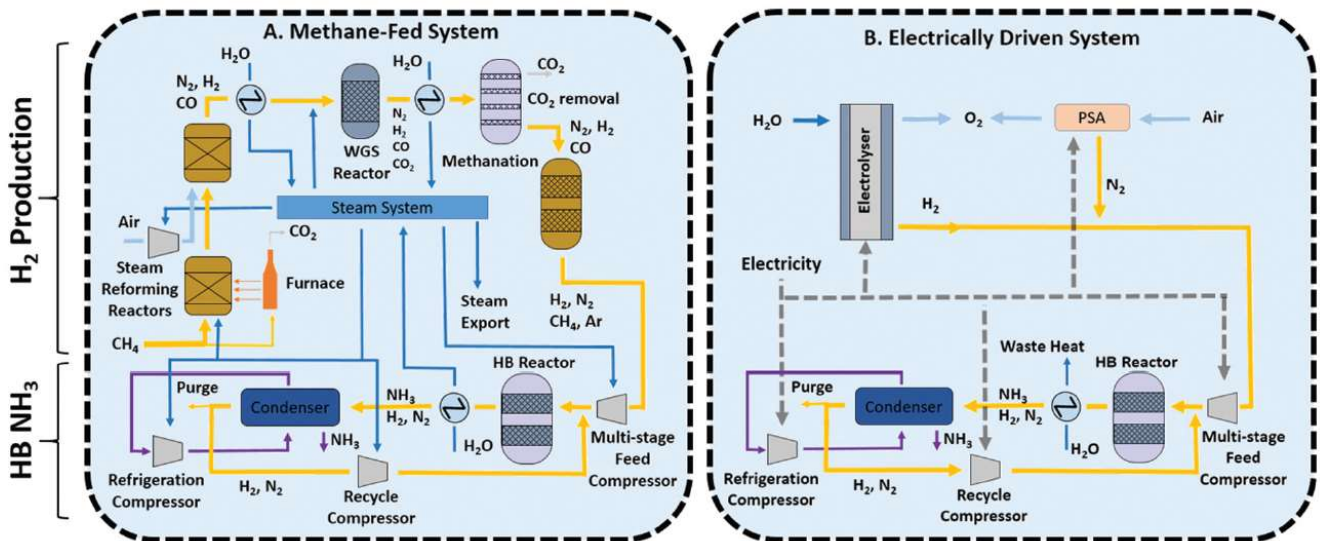 H₂ Production
HB NH₃
A. Methane-Fed System
H₂O
H₂O
CO₂
N₂, H₂
CO
CO₂ removal
N₂
H₂
CO
CO₂
N₂, H₂
CO
WGS
Reactor
Methanation
Steam System
Air
CO₂
Steam
Reforming
Reactors
Furnace
Steam
Export
H₂, N₂
CH₄, Ar
CH₄
HB Reactor
Purge
Condenser
NH₃
H₂, N₂
NH₃
H₂O
Multi-stage
Feed
Compressor
Refrigeration
Compressor
H₂, N₂
Recycle
Compressor
B. Electrically Driven System
H₂O
Electrolyser
O₂
PSA
Air
N₂
H₂
Electricity
Waste Heat
HB Reactor
Purge
Condenser
NH₃
H₂, N₂
NH₃
H₂O
Multi-stage
Feed
Compressor
Refrigeration
Compressor
H₂, N₂
Recycle
Compressor